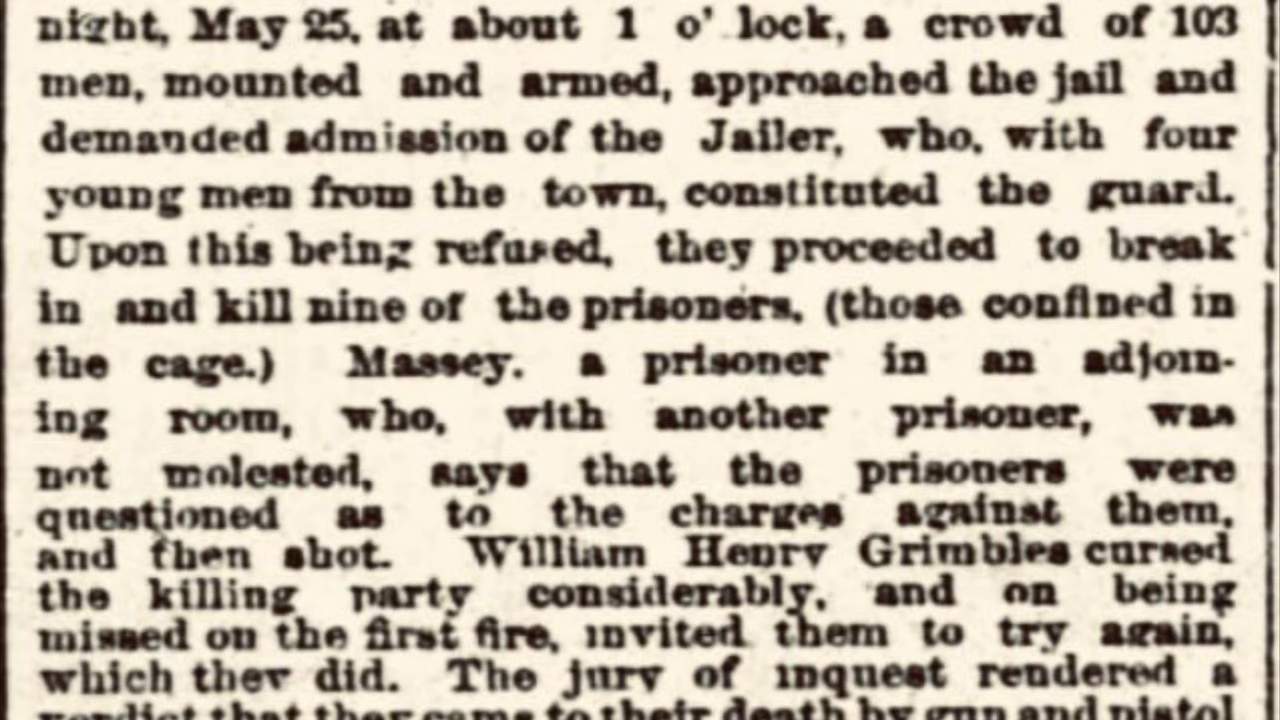 night, May 25, at about 1 o' lock, a crowd of 103
men, mounted and armed, approached the jail and
demanded admission of the Jailer, who, with four
young men from the town, constituted the guard.
Upon this being refused, they proceeded to break
in and kill nine of the prisoners, (those confined in
the cage.) Massey, a prisoner in an adjoin-
ing room, who, with another prisoner, was
not molested, says that the prisoners were
questioned as to the charges against them,
and then shot. William Henry Grimbles cursed
the killing party considerably, and on being
missed on the first fire, invited them to try again,
which they did. The jury of inquest rendered a
verdict that they came to their death by gun and pistol